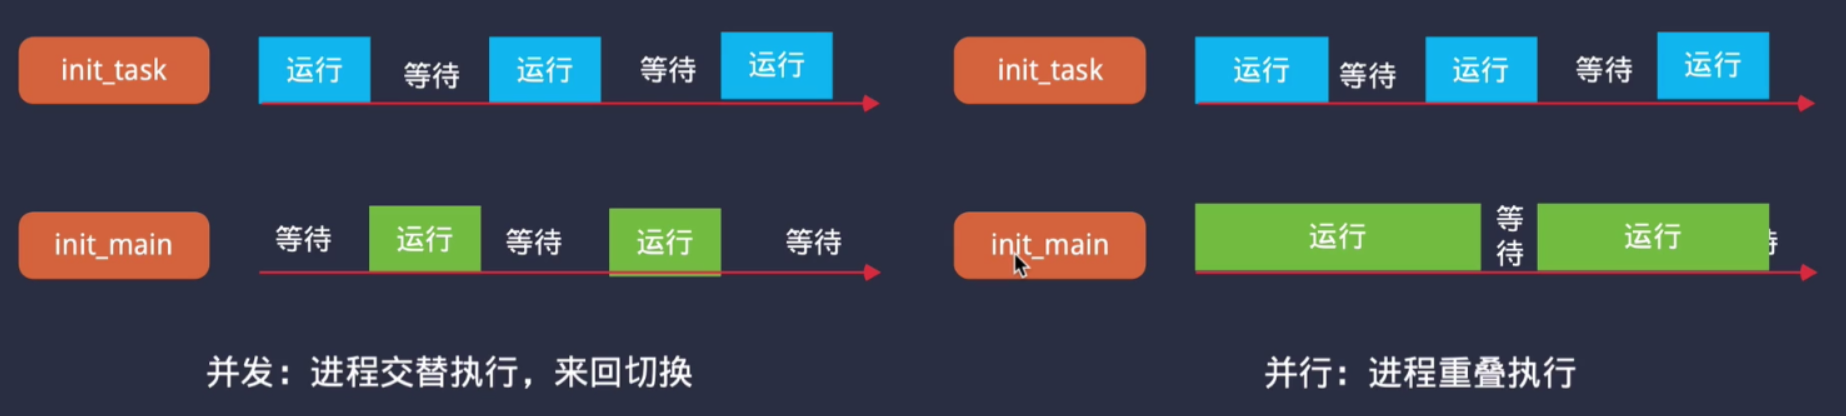 init_task
运行
等待
运行
等待
运行
init_main
等待
运行
等待
运行
等待
并发：进程交替执行，来回切换
init_task
运行
等待
运行
等待
运行
init_main
运行
等
待
运行
并行：进程重叠执行